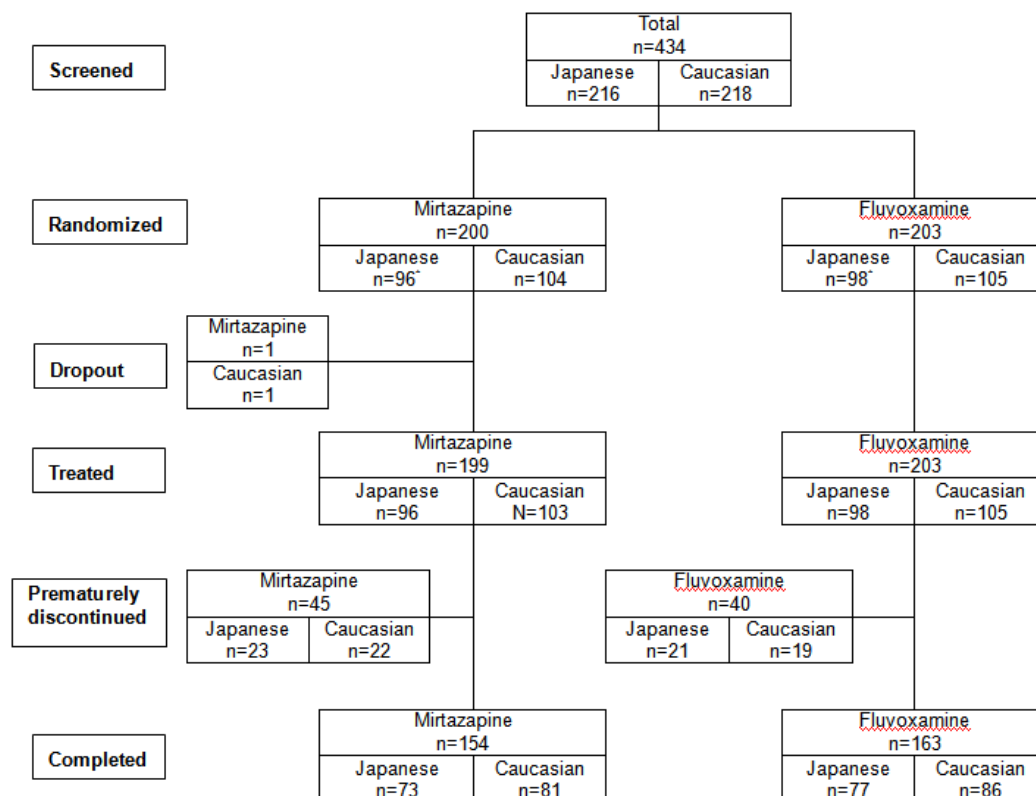 Total
n=434
Screened
Japanese
n=216
Caucasian
n=218
Randomized
Mirtazapine
n=200
Japanese
n=96*
Caucasian
n=104
Fluvoxamine
n=203
Japanese
n=98*
Caucasian
n=105
Dropout
Mirtazapine
n=1
Caucasian
n=1
Treated
Mirtazapine
n=199
Japanese
n=96
Caucasian
N=103
Fluvoxamine
n=203
Japanese
n=98
Caucasian
n=105
Prematurely
discontinued
Mirtazapine
n=45
Japanese
n=23
Caucasian
n=22
Fluvoxamine
n=40
Japanese
n=21
Caucasian
n=19
Completed
Mirtazapine
n=154
Japanese
n=73
Caucasian
n=81
Fluvoxamine
n=163
Japanese
n=77
Caucasian
n=86